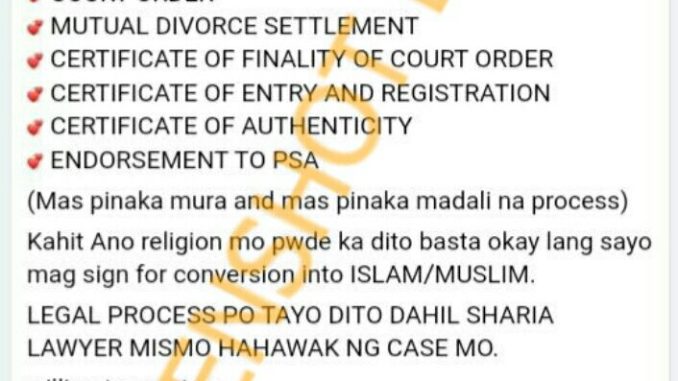 COURT ORDER
MUTUAL DIVORCE SETTLEMENT
CERTIFICATE OF FINALITY OF COURT ORDER
CERTIFICATE OF ENTRY AND REGISTRATION
CERTIFICATE OF AUTHENTICITY
ENDORSEMENT TO PSA
(Mas pinaka mura and mas pinaka madali na process)
Kahit Ano religion mo pwde ka dito basta okay lang sayo
mag sign for conversion into ISLAM/MUSLIM.
LEGAL PROCESS PO TAYO DITO DAHIL SHARIA
LAWYER MISMO HAHAWAK NG CASE MO.
ENSHOT